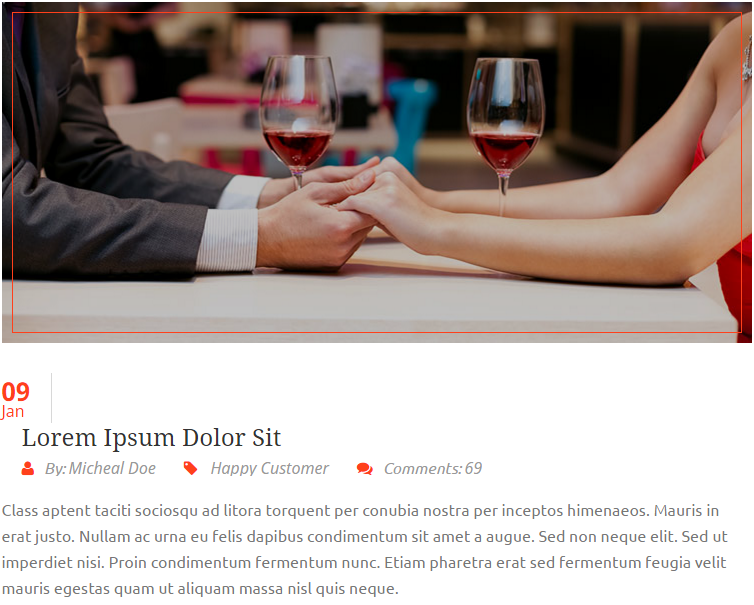 09
Jan
Lorem Ipsum Dolor Sit
By: Micheal Doe Happy Customer Comments: 69
Class aptent taciti sociosqu ad litora torquent per conubia nostra per inceptos himenaeos. Mauris in
erat justo. Nullam ac urna eu felis dapibus condimentum sit amet a augue. Sed non neque elit. Sed ut
imperdiet nisi. Proin condimentum fermentum nunc. Etiam pharetra erat sed fermentum feugia velit
mauris egestas quam ut aliquam massa nisl quis neque.